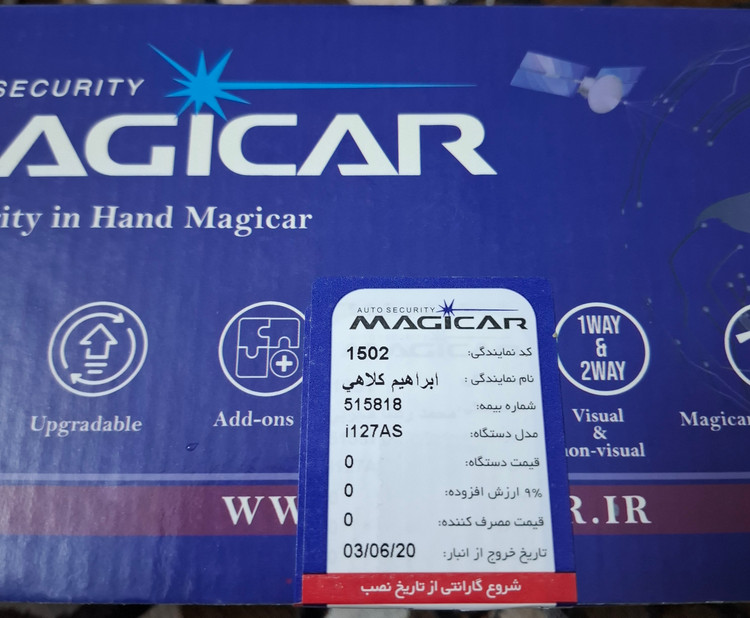 SECURITY
AGICAR
ity in Hand Magicar
Upgradable
Add-ons
1WAY
&
2WAY
Visual
&
on-visual
Magicar
AUTO SECURITY
MAGICAR
کد نمایندگی: 1502
نام نمایندگی: ابراهيم كلاهي
شماره بیمه: 515818
مدل دستگاه: i127AS
قیمت دستگاه: 0
۹% ارزش افزوده: 0
قیمت مصرف کننده: 0
تاریخ خروج از انبار: 03/06/20
شروع گارانتی از تاریخ نصب
WW
R.IR